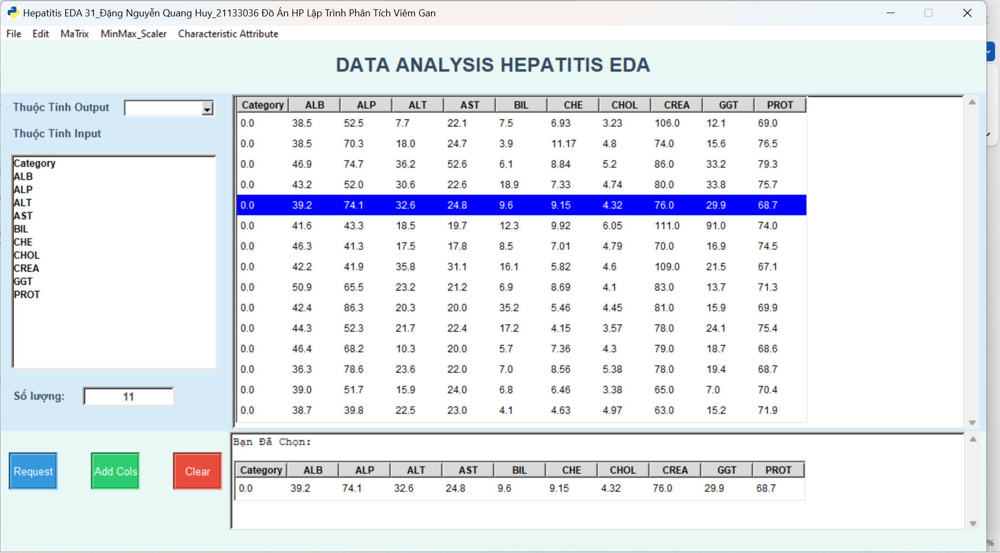 Hepatitis EDA 31_Đặng Nguyễn Quang Huy_21133036 Đồ Án HP Lập Trình Phân Tích Viêm Gan
File Edit MaTrix MinMax_Scaler Characteristic Attribute
DATA ANALYSIS HEPATITIS EDA
Thuộc Tính Output
Thuộc Tính Input
Category
ALB
ALP
ALT
AST
BIL
CHE
CHOL
CREA
GGT
PROT
Số lượng: 11
Category ALB ALP ALT AST BIL CHE CHOL CREA GGT PROT
0.0 38.5 52.5 7.7 22.1 7.5 6.93 3.23 106.0 12.1 69.0
0.0 38.5 70.3 18.0 24.7 3.9 11.17 4.8 74.0 15.6 76.5
0.0 46.9 74.7 36.2 52.6 6.1 8.84 5.2 86.0 33.2 79.3
0.0 43.2 52.0 30.6 22.6 18.9 7.33 4.74 80.0 33.8 75.7
0.0 39.2 74.1 32.6 24.8 9.6 9.15 4.32 76.0 29.9 68.7
0.0 41.6 43.3 18.5 19.7 12.3 9.92 6.05 111.0 91.0 74.0
0.0 46.3 41.3 17.5 17.8 8.5 7.01 4.79 70.0 16.9 74.5
0.0 42.2 41.9 35.8 31.1 16.1 5.82 4.6 109.0 21.5 67.1
0.0 50.9 65.5 23.2 21.2 6.9 8.69 4.1 83.0 13.7 71.3
0.0 42.4 86.3 20.3 20.0 35.2 5.46 4.45 81.0 15.9 69.9
0.0 44.3 52.3 21.7 22.4 17.2 4.15 3.57 78.0 24.1 75.4
0.0 46.4 68.2 10.3 20.0 5.7 7.36 4.3 79.0 18.7 68.6
0.0 36.3 78.6 23.6 22.0 7.0 8.56 5.38 78.0 19.4 68.7
0.0 39.0 51.7 15.9 24.0 6.8 6.46 3.38 65.0 7.0 70.4
0.0 38.7 39.8 22.5 23.0 4.1 4.63 4.97 63.0 15.2 71.9
Request Add Cols Clear
Bạn Đã Chọn:
Category ALB ALP ALT AST BIL CHE CHOL CREA GGT PROT
0.0 39.2 74.1 32.6 24.8 9.6 9.15 4.32 76.0 29.9 68.7
%